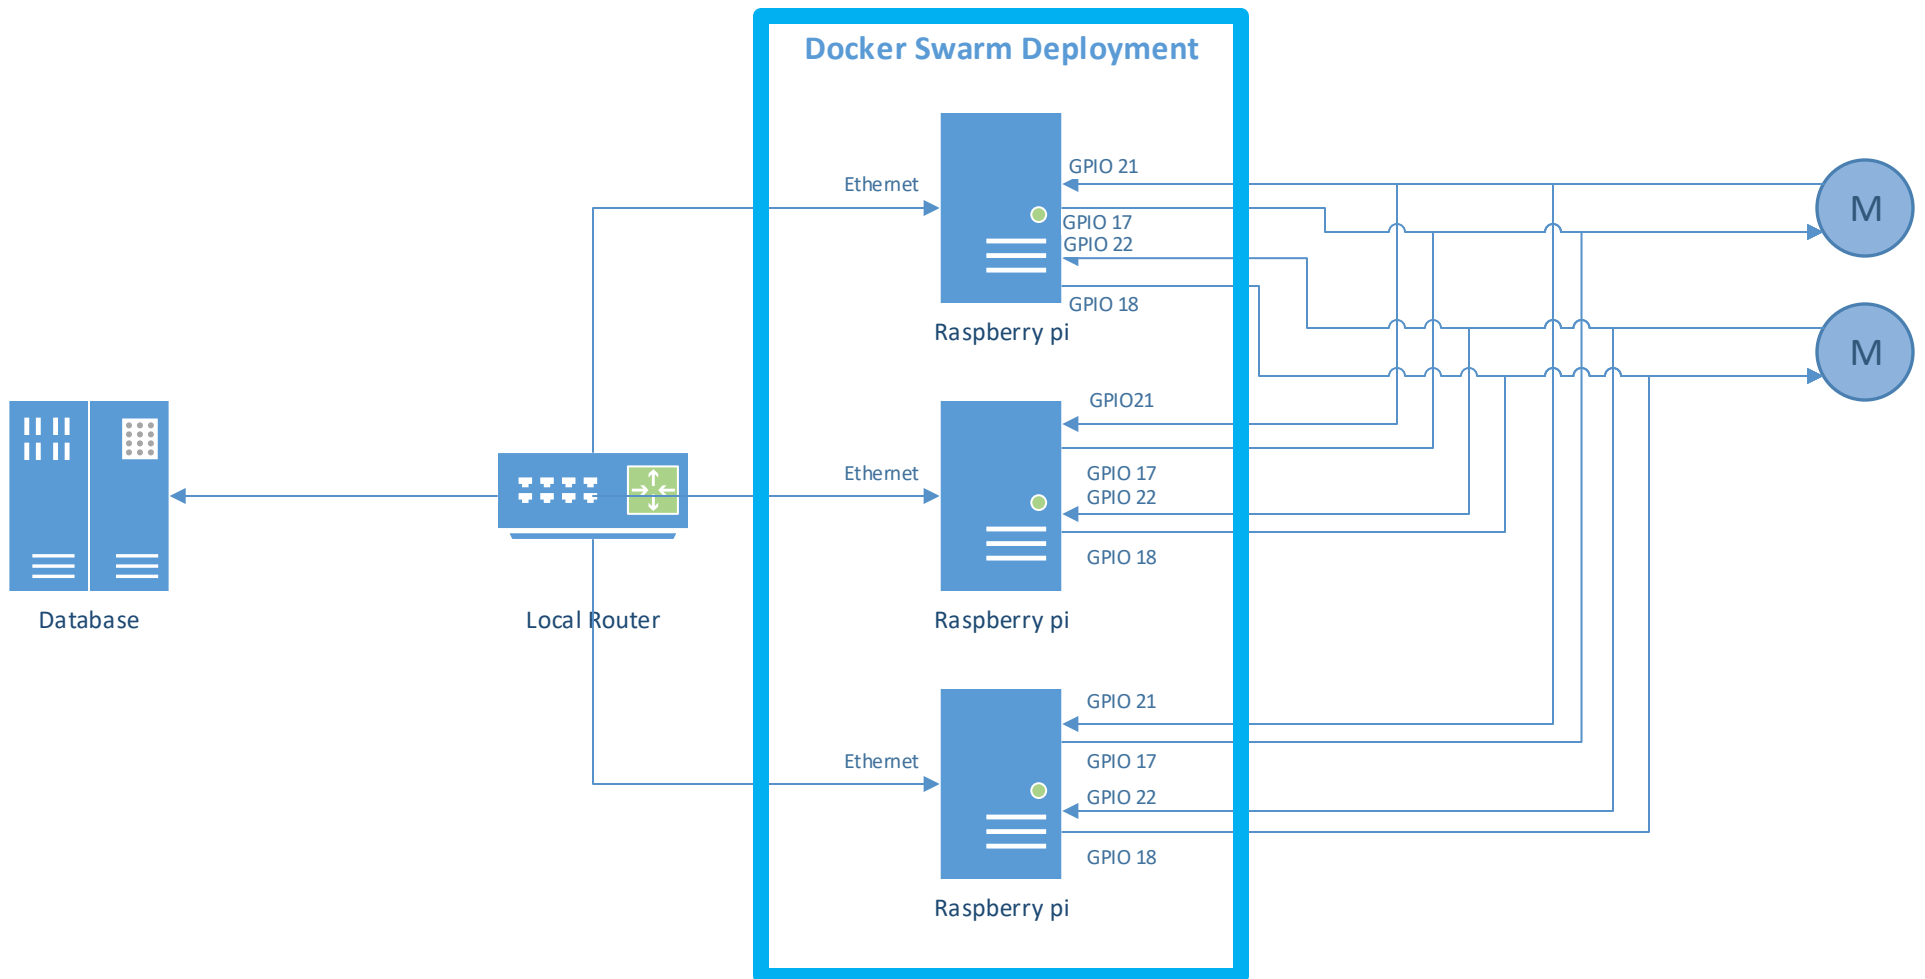 Docker Swarm Deployment
Ethernet
GPIO 21
GPIO 17
GPIO 22
GPIO 18
Raspberry pi
M
M
Ethernet
GPIO21
GPIO 17
GPIO 22
GPIO 18
Raspberry pi
Database
Local Router
Ethernet
GPIO 21
GPIO 17
GPIO 22
GPIO 18
Raspberry pi